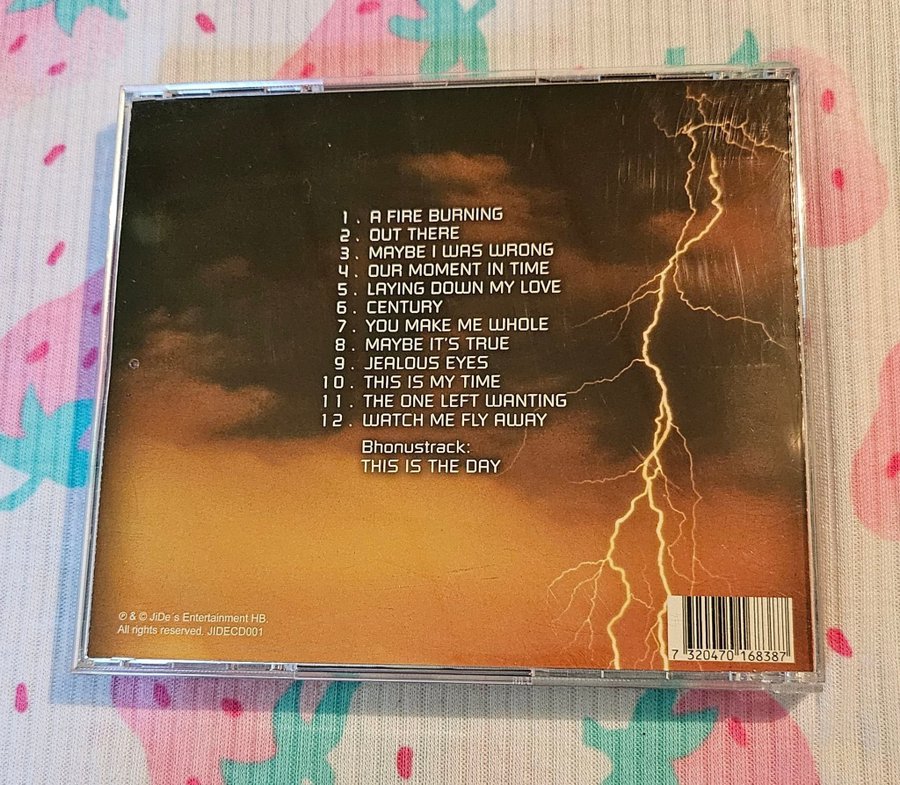 1. A FIRE BURNING
2. OUT THERE
3. MAYBE I WAS WRONG
4. OUR MOMENT IN TIME
5. LAYING DOWN MY LOVE
6. CENTURY
7. YOU MAKE ME WHOLE
8. MAYBE IT'S TRUE
9. JEALOUS EYES
10. THIS IS MY TIME
11. THE ONE LEFT WANTING
12. WATCH ME FLY AWAY
Bhonustrack:
THIS IS THE DAY
℗ & © JiDe´s Entertainment HB.
All rights reserved. JIDECD001
7 320470 168387